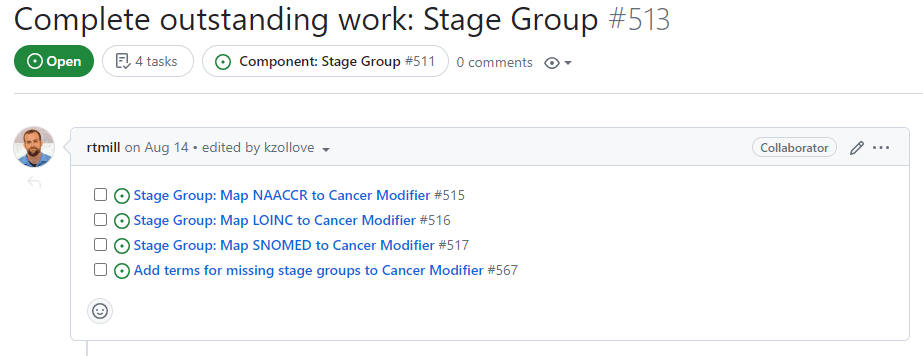 Complete outstanding work: Stage Group #513
Open 4 tasks Component: Stage Group #511 0 comments
rtmill on Aug 14 • edited by kzollove Collaborator
Stage Group: Map NAACCR to Cancer Modifier #515
Stage Group: Map LOINC to Cancer Modifier #516
Stage Group: Map SNOMED to Cancer Modifier #517
Add terms for missing stage groups to Cancer Modifier #567